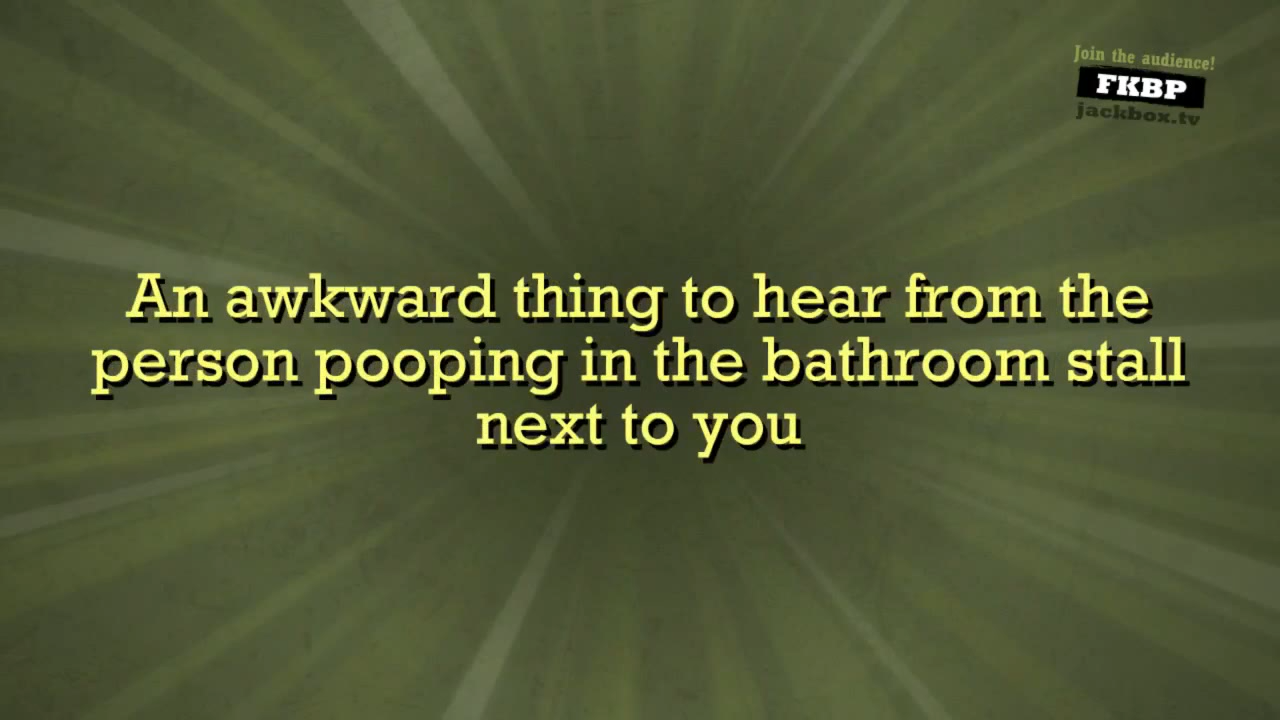 Join the audience!
FKBP
jackbox.tv
An awkward thing to hear from the
person pooping in the bathroom stall
next to you